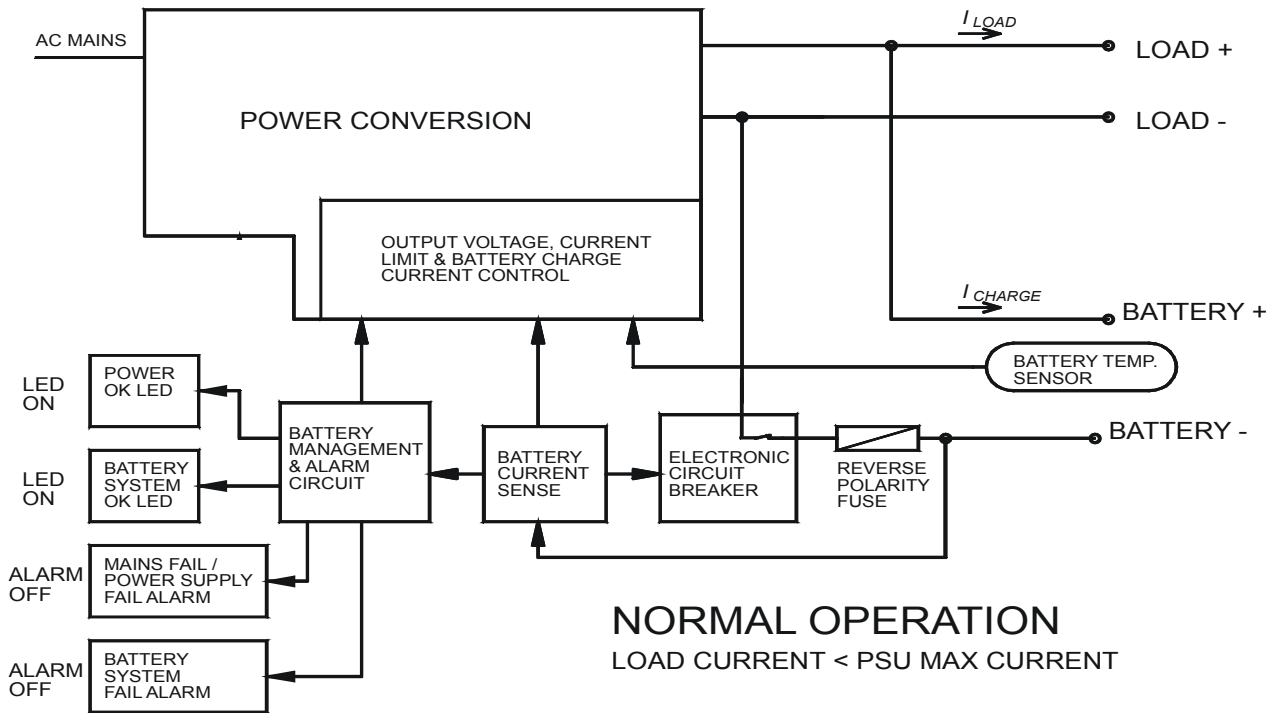 AC MAINS
I LOAD
LOAD +
LOAD -
POWER CONVERSION
OUTPUT VOLTAGE, CURRENT
LIMIT & BATTERY CHARGE
CURRENT CONTROL
I CHARGE
BATTERY +
BATTERY TEMP.
SENSOR
BATTERY -
LED
ON
POWER
OK LED
LED
ON
BATTERY
SYSTEM
OK LED
BATTERY
MANAGEMENT
& ALARM
CIRCUIT
BATTERY
CURRENT
SENSE
ELECTRONIC
CIRCUIT
BREAKER
REVERSE
POLARITY
FUSE
ALARM
OFF
MAINS FAIL /
POWER SUPPLY
FAIL ALARM
ALARM
OFF
BATTERY
SYSTEM
FAIL ALARM
NORMAL OPERATION
LOAD CURRENT < PSU MAX CURRENT